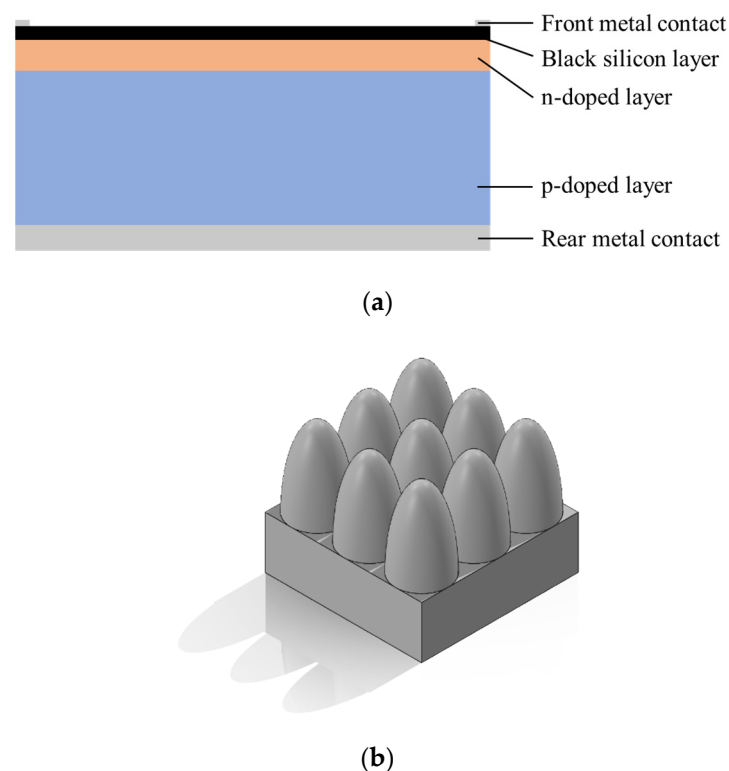 Front metal contact
Black silicon layer
n-doped layer
p-doped layer
Rear metal contact
(a)
(b)